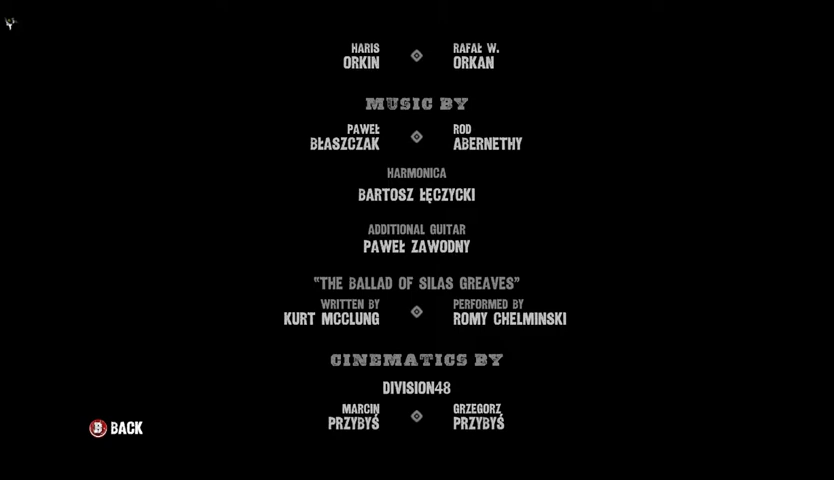 HARIS RAFAŁ W.
ORKIN ORKAN
MUSIC BY
PAWEŁ ROD
BŁASZCZAK ABERNETHY
HARMONICA
BARTOSZ ŁĘCZYCKI
ADDITIONAL GUITAR
PAWEŁ ZAWODNY
"THE BALLAD OF SILAS GREAVES"
WRITTEN BY PERFORMED BY
KURT MCCLUNG ROMY CHELMINSKI
CINEMATICS BY
DIVISION48
MARCIN GRZEGORZ
PRZYBYŚ PRZYBYŚ
B BACK